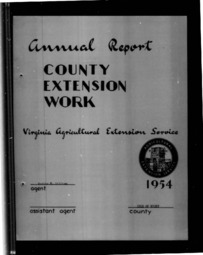 Annual Report
COUNTY
EXTENSION
WORK
Virginia Agricultural Extension Service
1954
agent
assistant agent
county